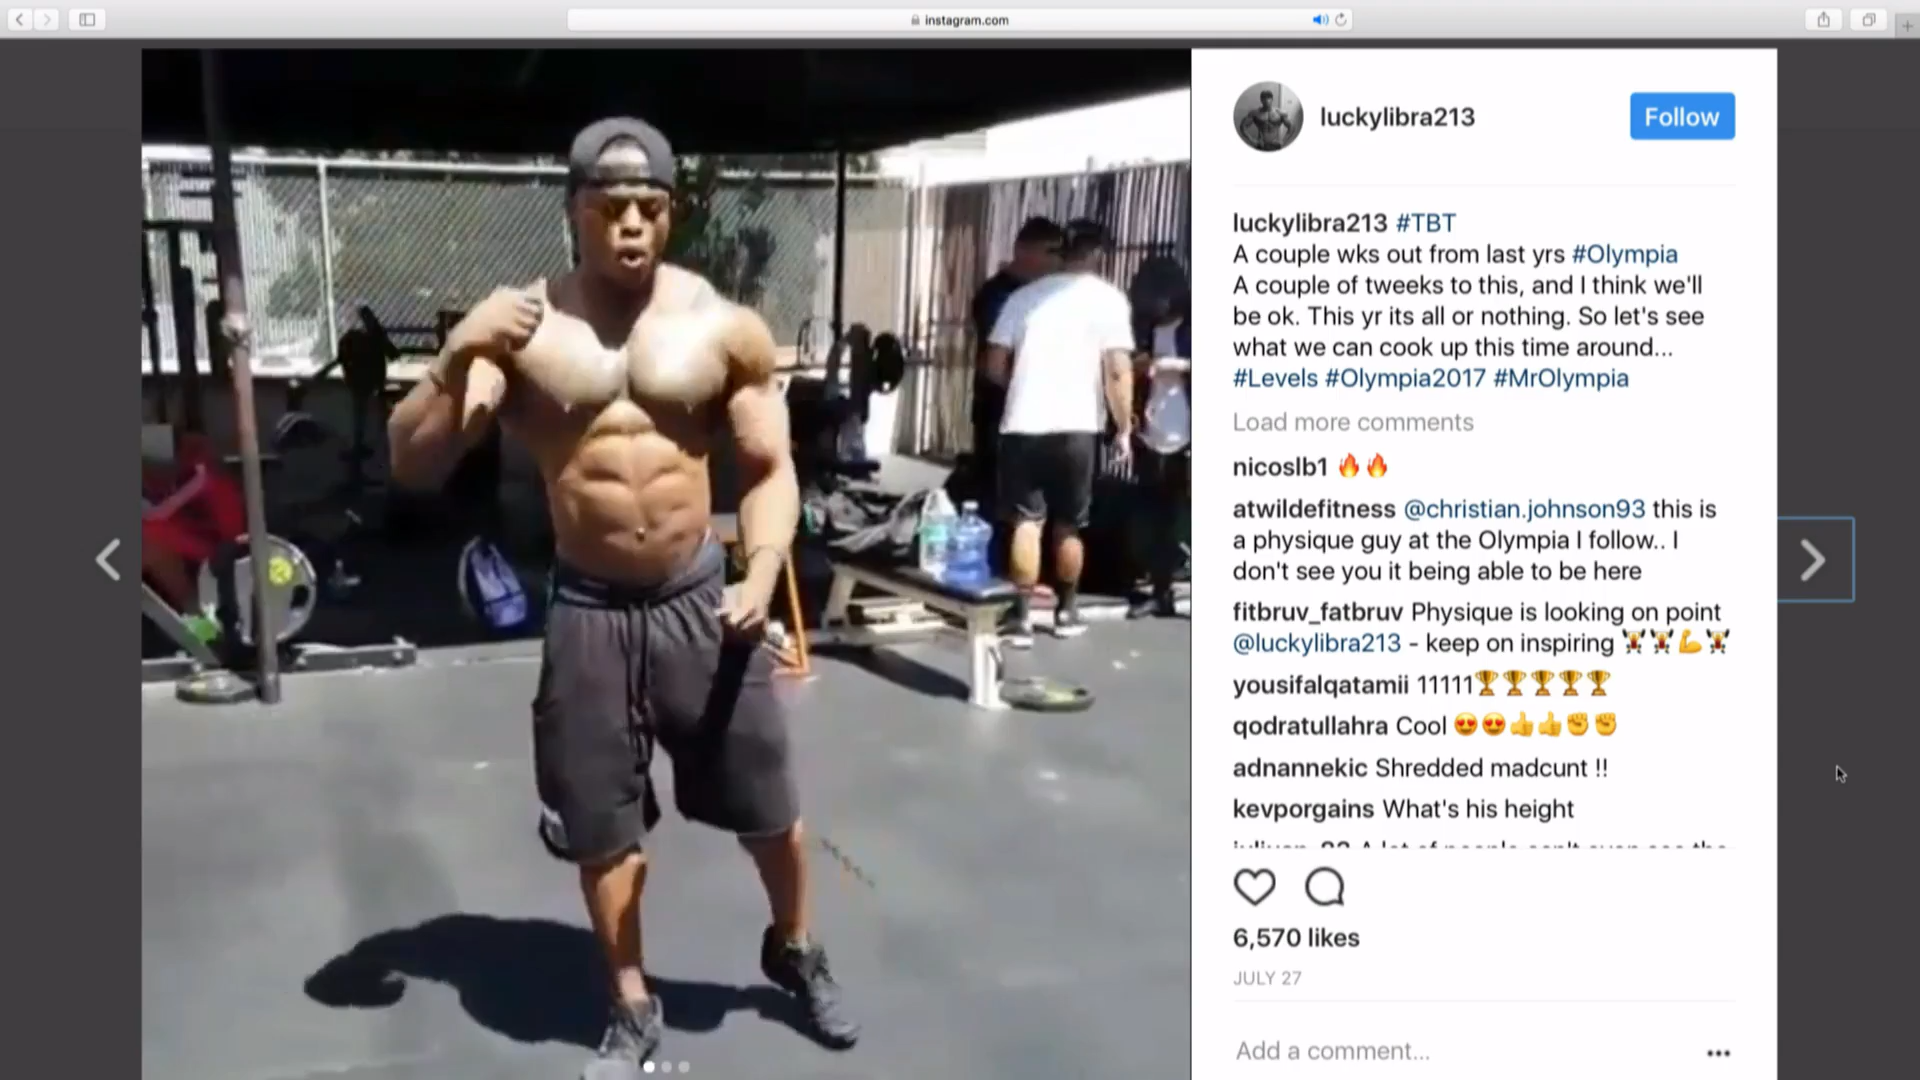 instagram.com
luckylibra213
Follow
luckylibra213 #TBT
A couple wks out from last yrs #Olympia
A couple of tweeks to this, and I think we'll
be ok. This yr its all or nothing. So let's see
what we can cook up this time around...
#Levels #Olympia2017 #MrOlympia
Load more comments
nicoslb1 🔥🔥
atwildefitness @christian.johnson93 this is
a physique guy at the Olympia I follow.. I
don't see you it being able to be here
fitbruv_fatbruv Physique is looking on point
@luckylibra213 - keep on inspiring 🏋🏋💪🏋
yousifalqatamii 11111🏆🏆🏆🏆🏆
qodratullahra Cool 😍😍👍👍✊✊
adnannekic Shredded madcunt !!
kevporgains What's his height
6,570 likes
JULY 27
Add a comment...